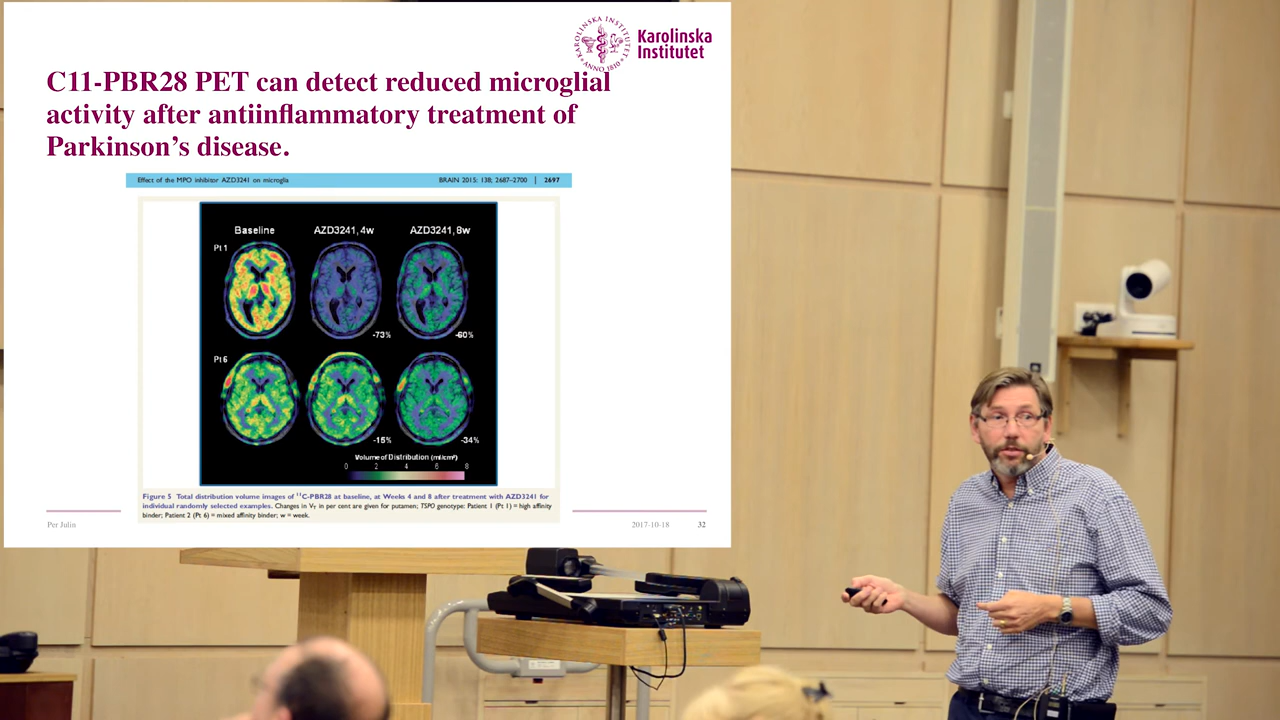 KAROLINSKA INSTITUTET
ANNO 1810
Karolinska
Institutet
C11-PBR28 PET can detect reduced microglial
activity after antiinflammatory treatment of
Parkinson's disease.
Effect of the MPO inhibitor AZD3241 on microglia
BRAIN 2015: 138; 2687–2700 | 2697
Baseline AZD3241, 4w AZD3241, 8w
Pt 1
-73% -60%
Pt 6
-15% -34%
Volume of Distribution (ml/cm³)
0 2 4 6 8
Figure 5 Total distribution volume images of ¹¹C-PBR28 at baseline, at Weeks 4 and 8 after treatment with AZD3241 for
individual randomly selected examples. Changes in VT in per cent are given for putamen; TSPO genotype: Patient 1 (Pt 1) = high affinity
binder; Patient 2 (Pt 6) = mixed affinity binder; w = week.
Per Julin 2017-10-18 32